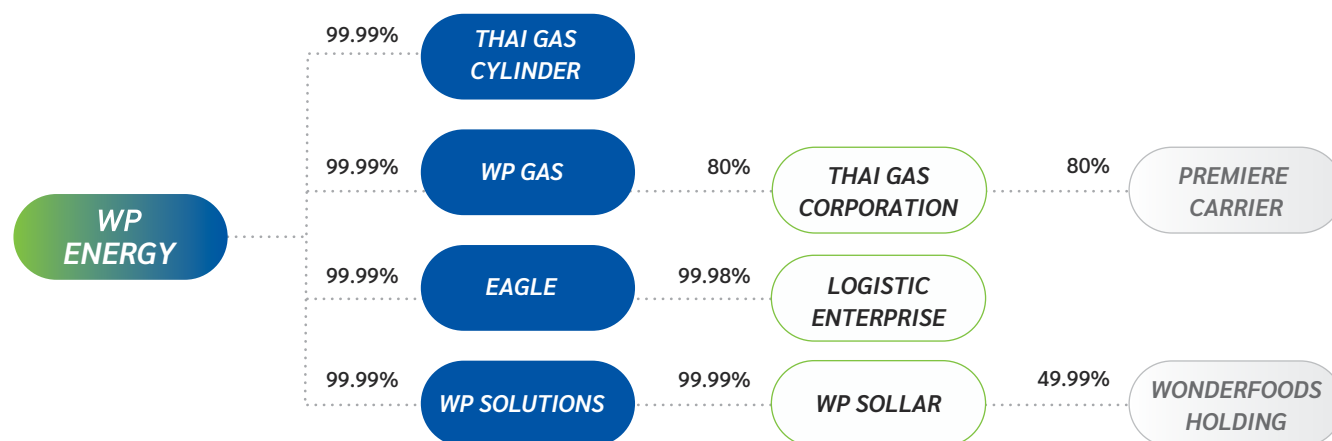 99.99%
THAI GAS
CYLINDER
99.99%
WP GAS
80%
THAI GAS
CORPORATION
80%
PREMIERE
CARRIER
WP
ENERGY
99.99%
EAGLE
99.98%
LOGISTIC
ENTERPRISE
99.99%
WP SOLUTIONS
99.99%
WP SOLLAR
49.99%
WONDERFOODS
HOLDING